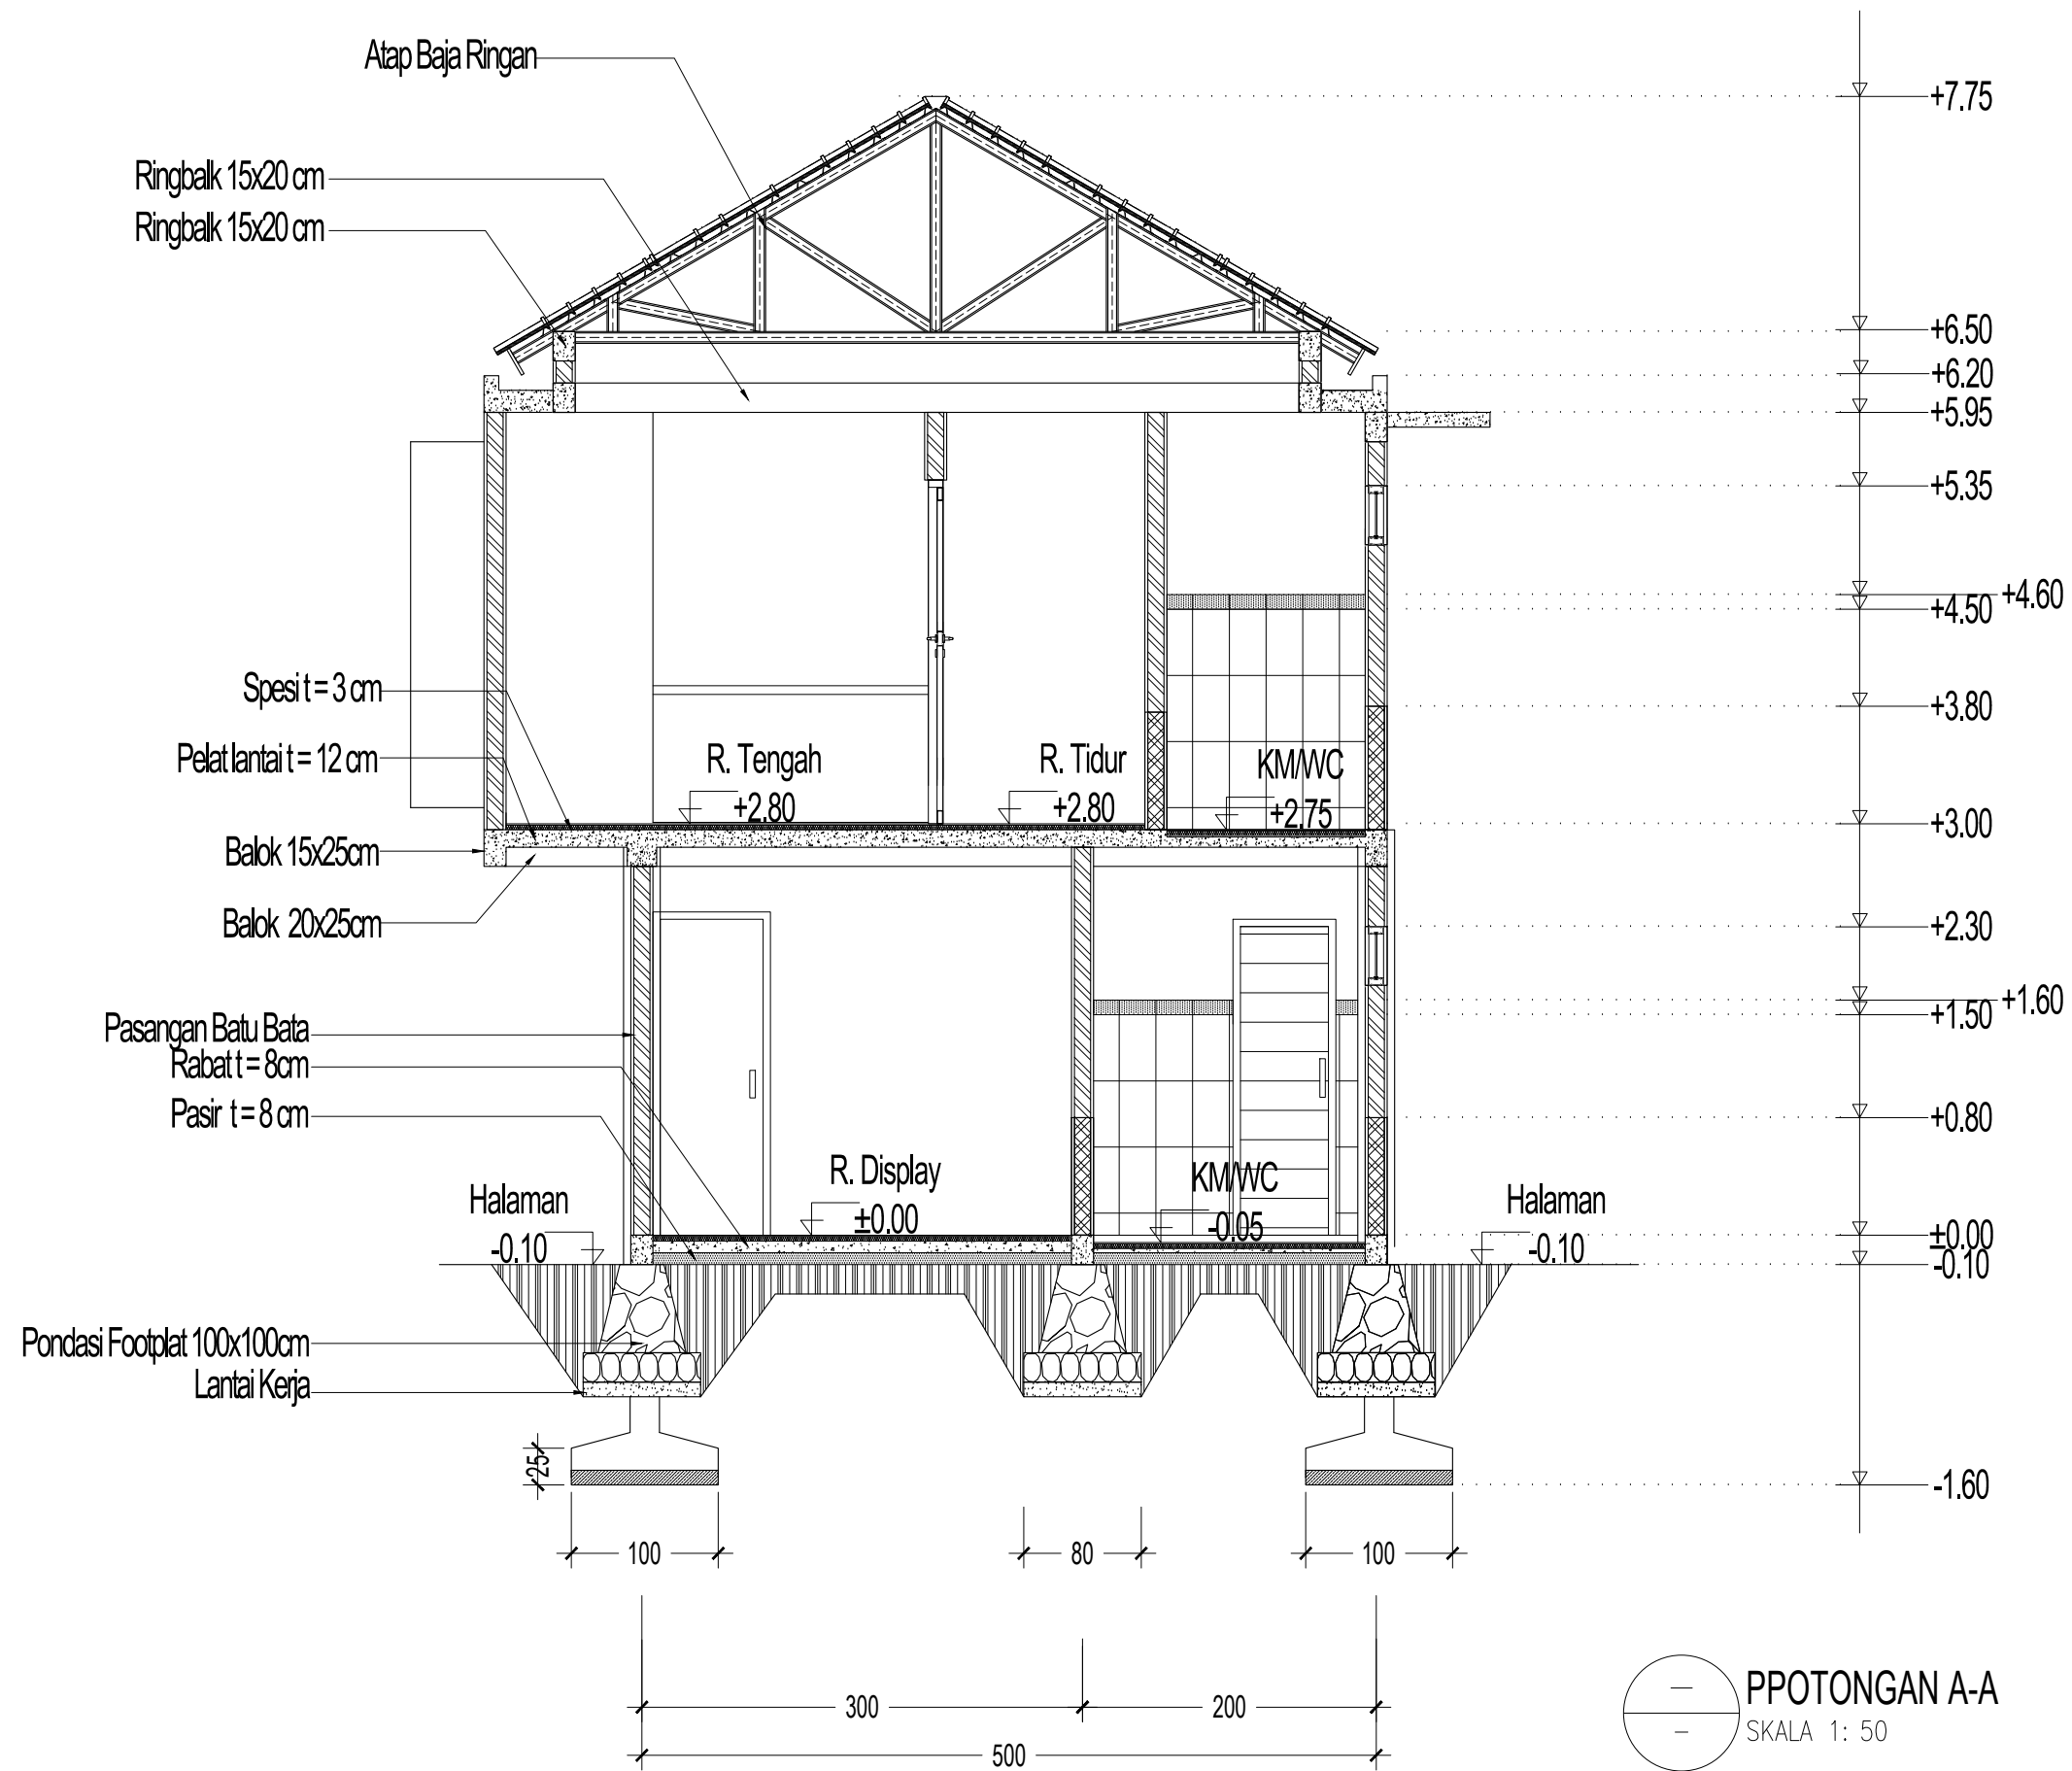 Atap Baja Ringan
+7.75
Ringbalk 15x20 cm
Ringbalk 15x20 cm
+6.50
+6.20
+5.95
+5.35
+4.60
+4.50
Spesi t = 3 cm
+3.80
Pelat lantai t = 12 cm
R. Tengah
+2.80
R. Tidur
+2.80
KM/WC
+2.75
+3.00
Balok 15x25cm
Balok 20x25cm
+2.30
+1.60
+1.50
Pasangan Batu Bata
Rabat t = 8cm
Pasir t = 8 cm
+0.80
R. Display
±0.00
KM/WC
-0.05
Halaman
-0.10
Halaman
-0.10
±0.00
-0.10
Pondasi Footplat 100x100cm
Lantai Kerja
25
-1.60
100
80
100
300
200
500
PPOTONGAN A-A
SKALA 1: 50